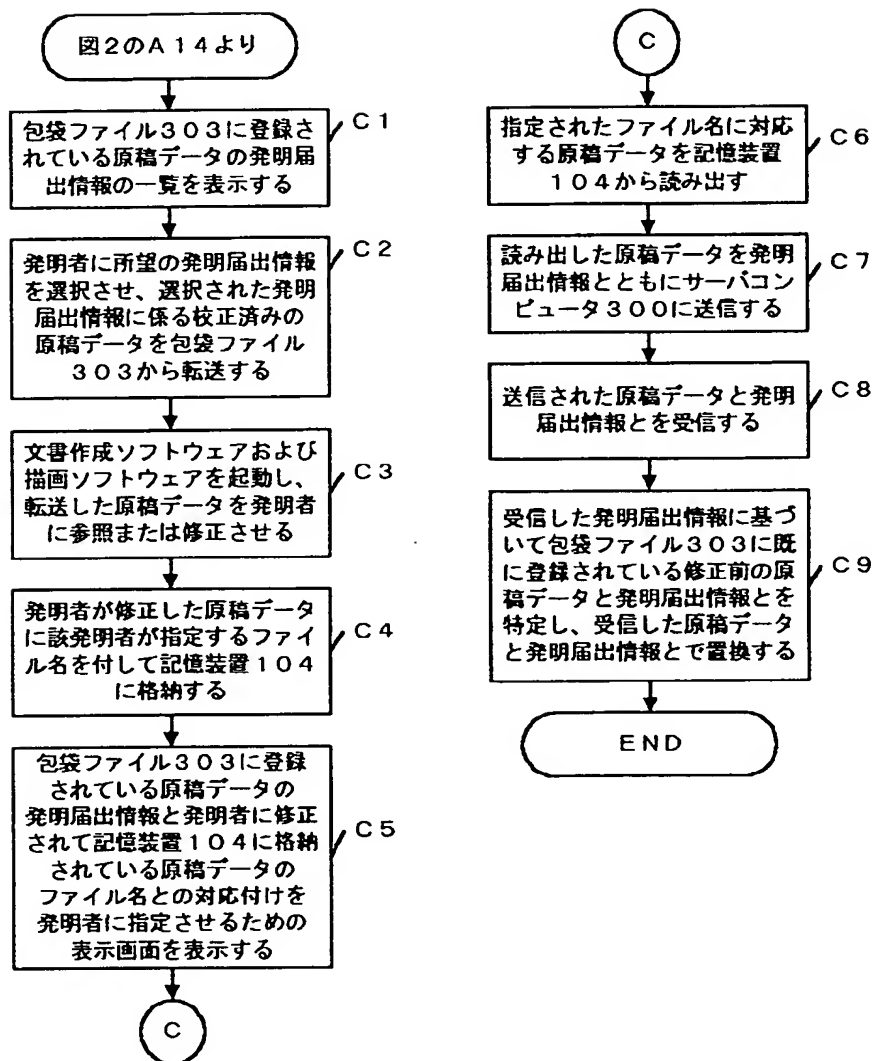 図2のA14より
C1
包袋ファイル303に登録さ
れている原稿データの発明届
出情報の一覧を表示する
C2
発明者に所望の発明届出情報
を選択させ、選択された発明
届出情報に係る校正済みの
原稿データを包袋ファイル
303から転送する
C3
文書作成ソフトウェアおよび
描画ソフトウェアを起動し、
転送した原稿データを発明者
に参照または修正させる
C4
発明者が修正した原稿データ
に該発明者が指定するファイ
ル名を付して記憶装置104
に格納する
C5
包袋ファイル303に登録
されている原稿データの
発明届出情報と発明者に修正
されて記憶装置104に格納
されている原稿データの
ファイル名との対応付けを
発明者に指定させるための
表示画面を表示する
C
C
C6
指定されたファイル名に対応
する原稿データを記憶装置
104から読み出す
C7
読み出した原稿データを発明
届出情報とともにサーバコン
ピュータ300に送信する
C8
送信された原稿データと発明
届出情報とを受信する
C9
受信した発明届出情報に基づ
いて包袋ファイル303に既
に登録されている修正前の原
稿データと発明届出情報とを
特定し、受信した原稿データ
と発明届出情報とで置換する
END